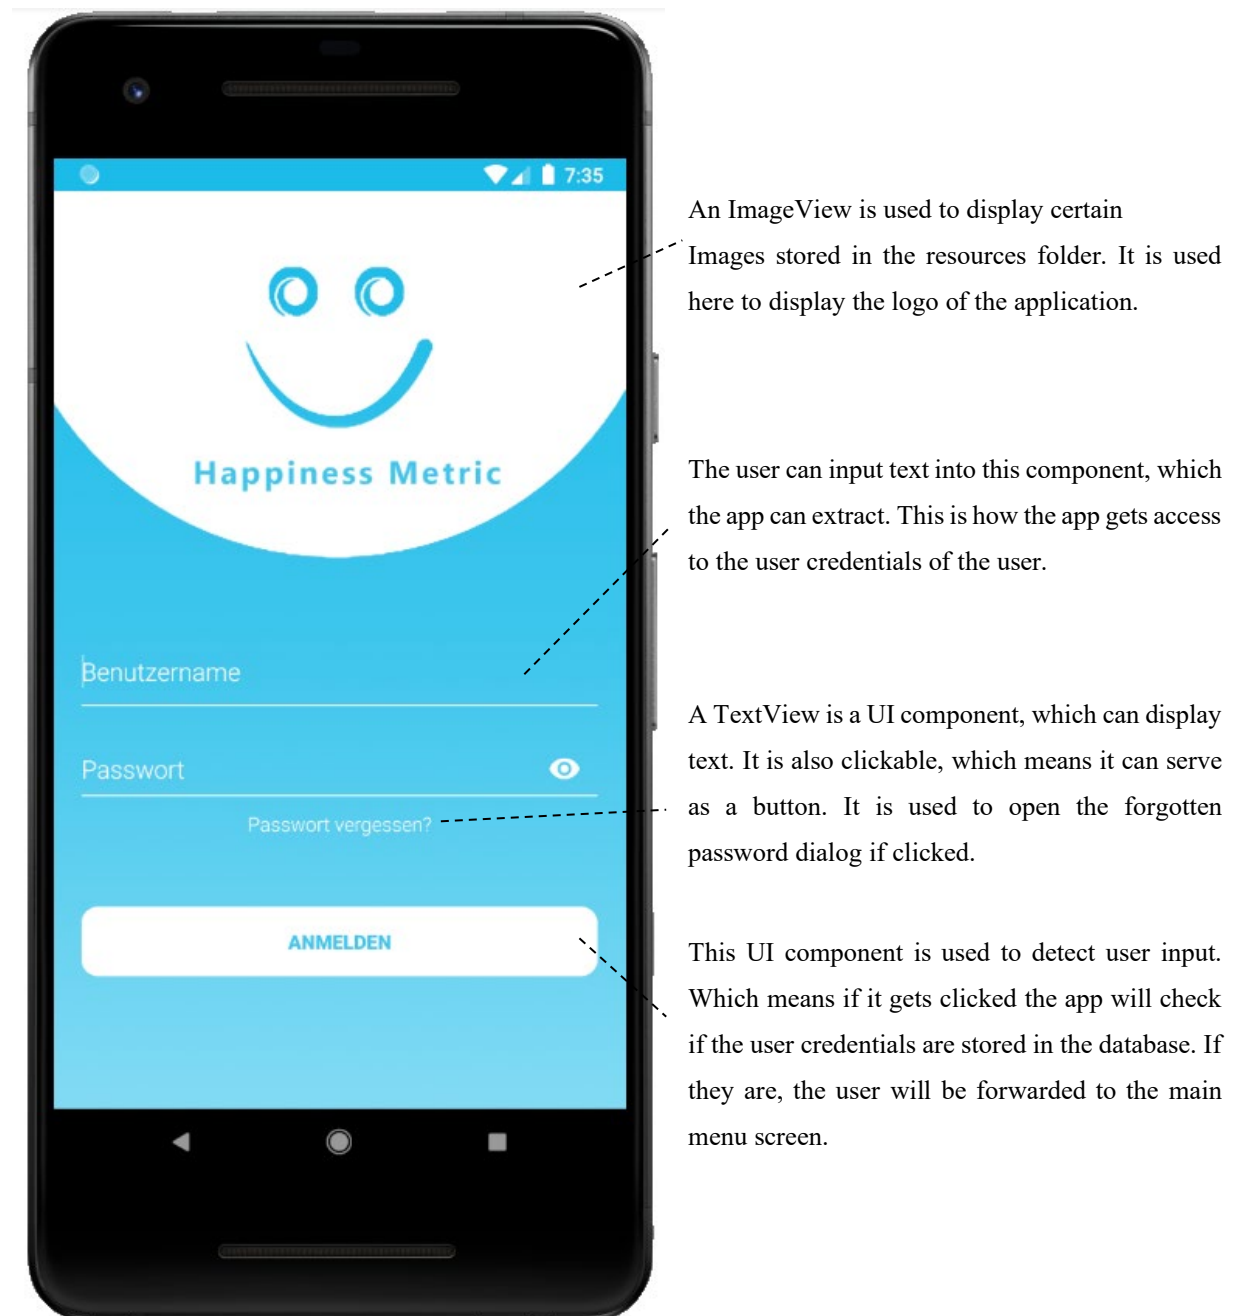 7:35
Happiness Metric
Benutzername
Passwort
Passwort vergessen?
ANMELDEN
An ImageView is used to display certain
Images stored in the resources folder. It is used
here to display the logo of the application.
The user can input text into this component, which
the app can extract. This is how the app gets access
to the user credentials of the user.
A TextView is a UI component, which can display
text. It is also clickable, which means it can serve
as a button. It is used to open the forgotten
password dialog if clicked.
This UI component is used to detect user input.
Which means if it gets clicked the app will check
if the user credentials are stored in the database. If
they are, the user will be forwarded to the main
menu screen.